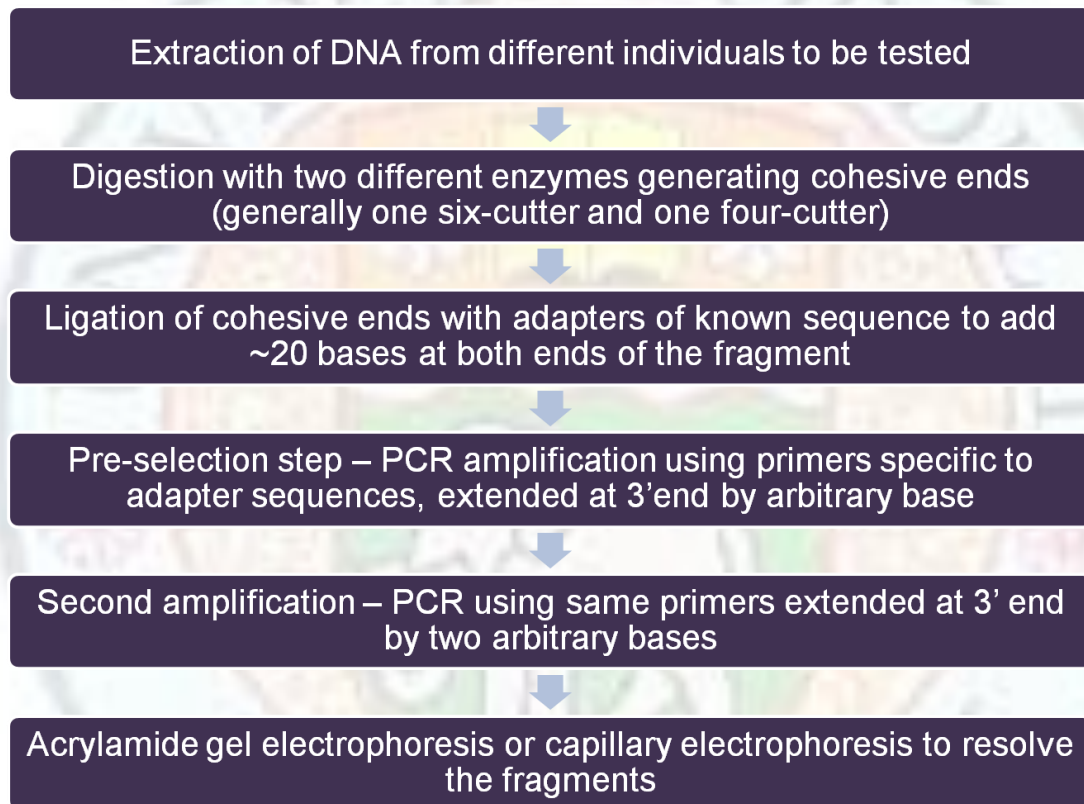 Extraction of DNA from different individuals to be tested
Digestion with two different enzymes generating cohesive ends
(generally one six-cutter and one four-cutter)
Ligation of cohesive ends with adapters of known sequence to add
~20 bases at both ends of the fragment
Pre-selection step – PCR amplification using primers specific to
adapter sequences, extended at 3'end by arbitrary base
Second amplification – PCR using same primers extended at 3' end
by two arbitrary bases
Acrylamide gel electrophoresis or capillary electrophoresis to resolve
the fragments